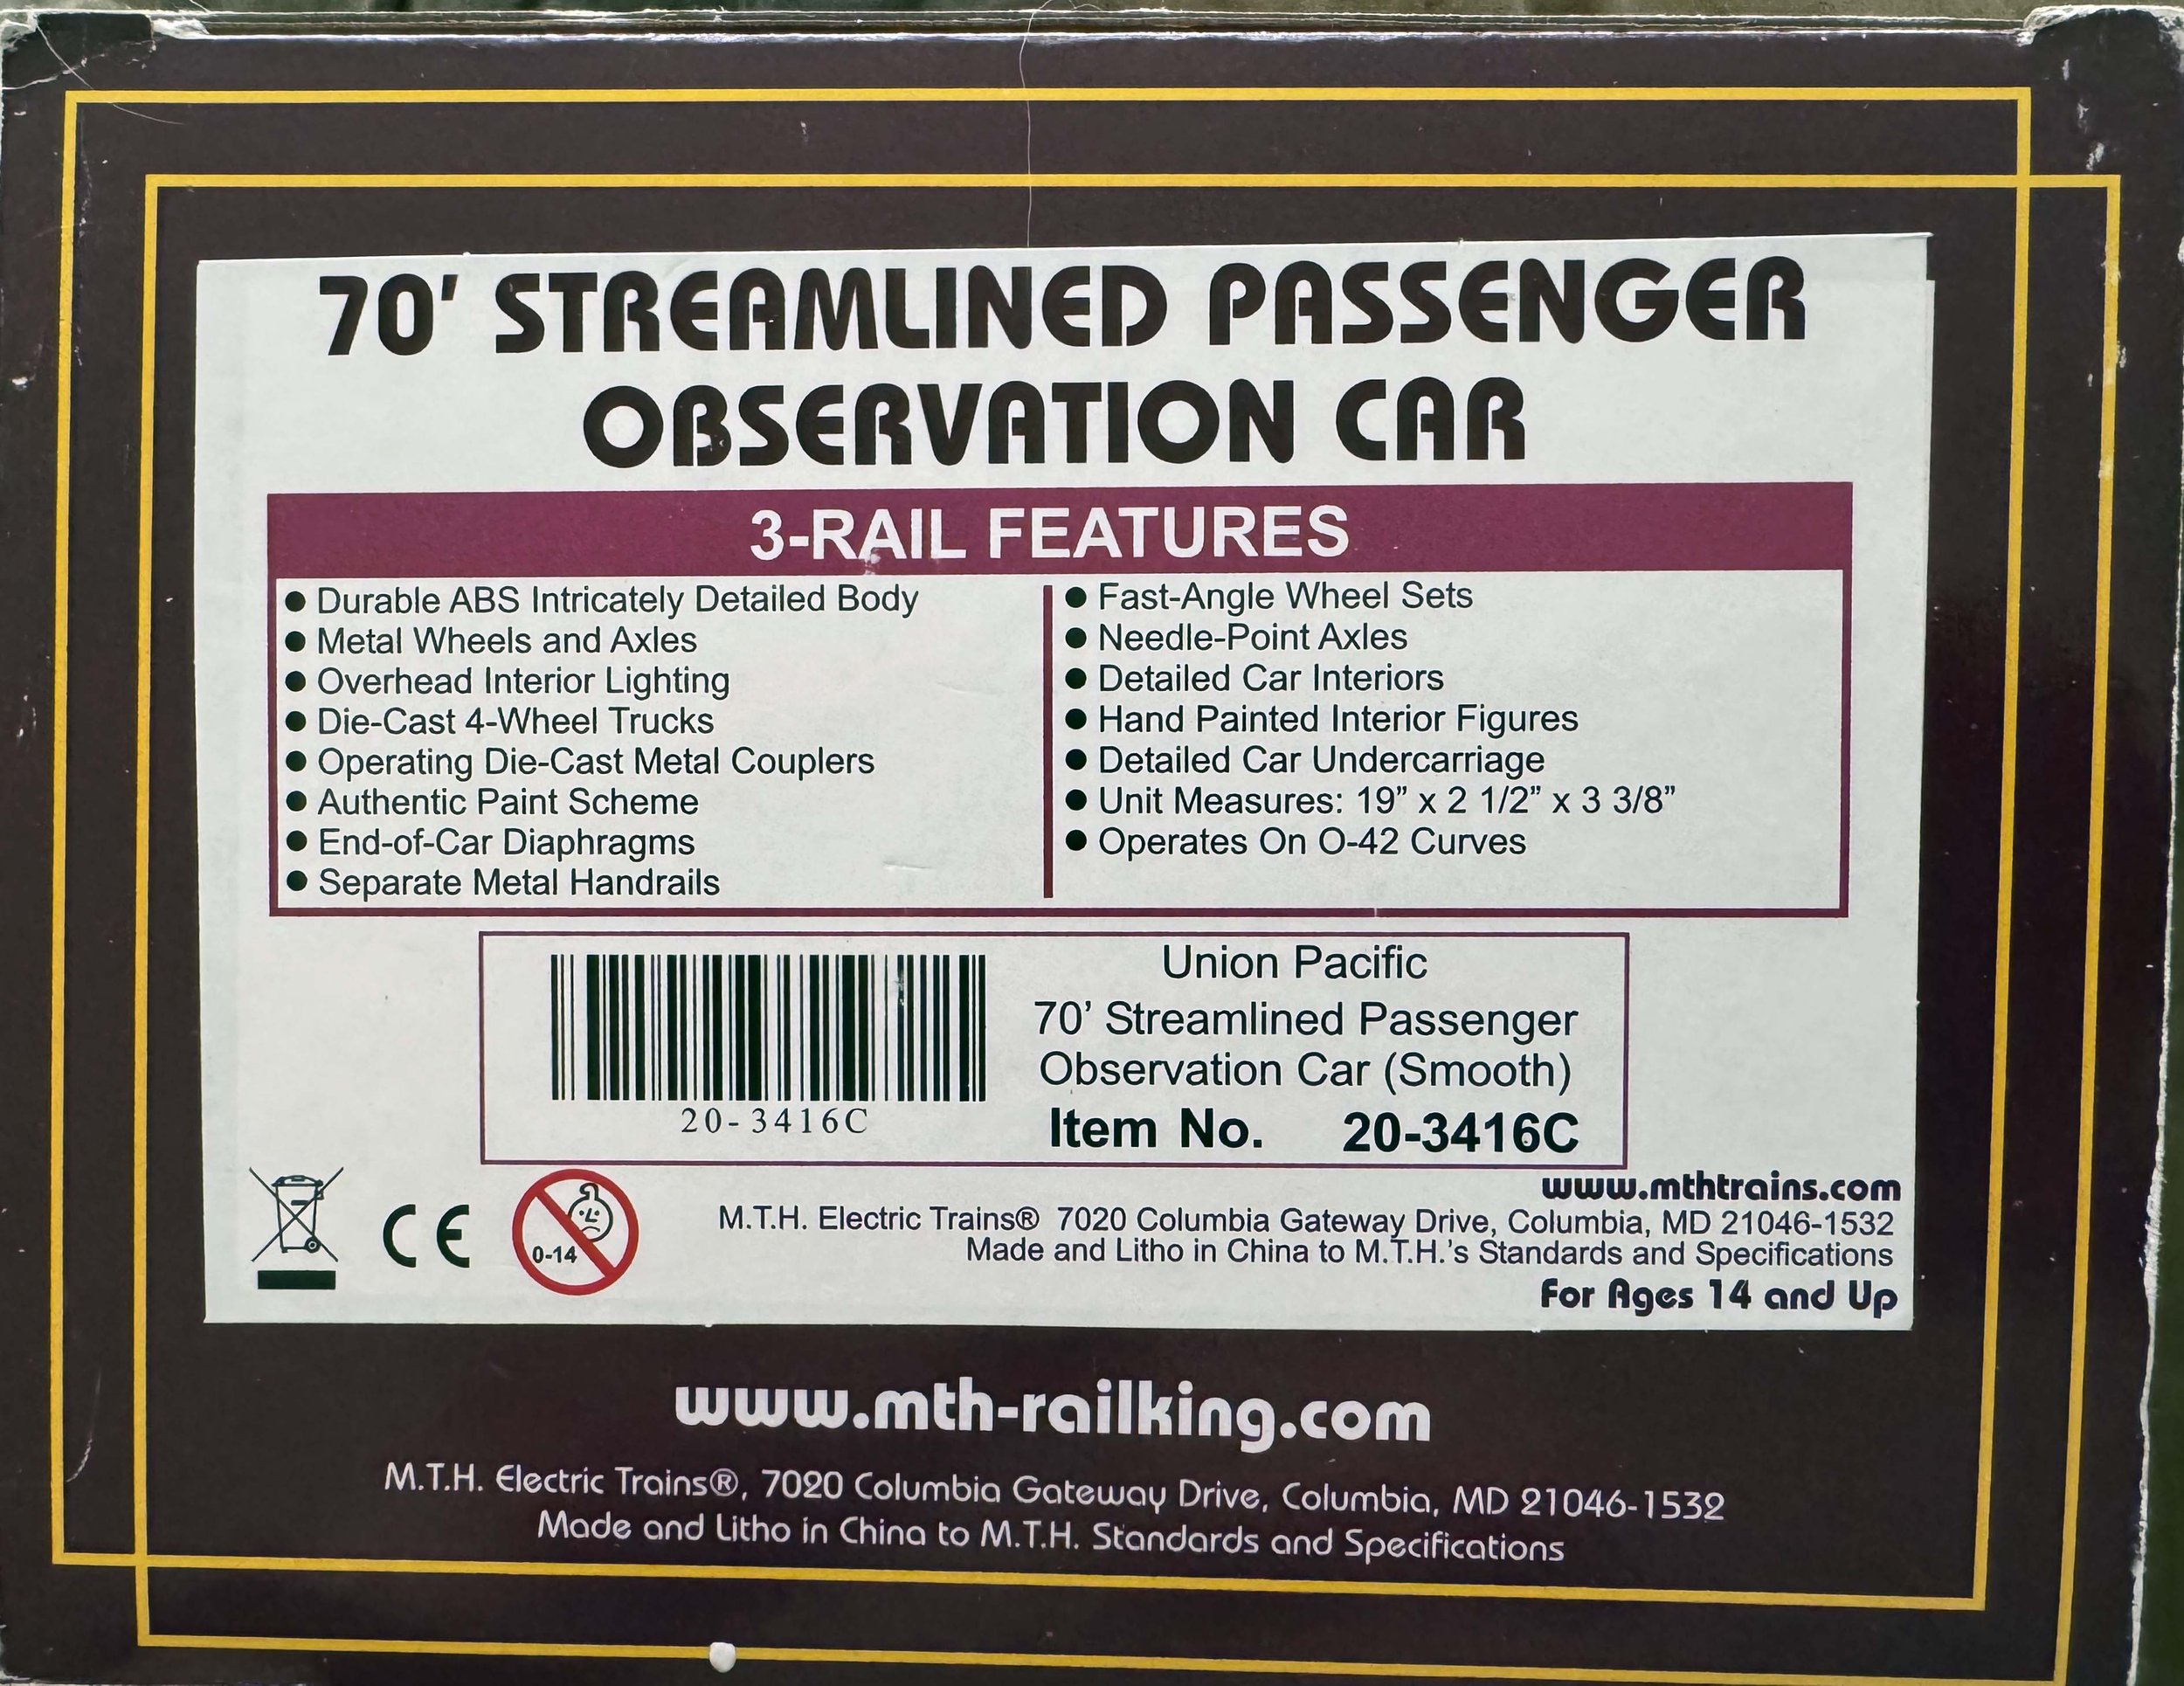 70' STREAMLINED PASSENGER
OBSERVATION CAR
3-RAIL FEATURES
● Durable ABS Intricately Detailed Body
● Metal Wheels and Axles
● Overhead Interior Lighting
● Die-Cast 4-Wheel Trucks
● Operating Die-Cast Metal Couplers
● Authentic Paint Scheme
● End-of-Car Diaphragms
● Separate Metal Handrails
● Fast-Angle Wheel Sets
● Needle-Point Axles
● Detailed Car Interiors
● Hand Painted Interior Figures
● Detailed Car Undercarriage
● Unit Measures: 19” x 2 1/2” x 3 3/8”
● Operates On O-42 Curves
20-3416C
Union Pacific
70’ Streamlined Passenger
Observation Car (Smooth)
Item No. 20-3416C
CE
0-14
www.mthtrains.com
M.T.H. Electric Trains® 7020 Columbia Gateway Drive, Columbia, MD 21046-1532
Made and Litho in China to M.T.H.’s Standards and Specifications
For Ages 14 and Up
www.mth-railking.com
M.T.H. Electric Trains®, 7020 Columbia Gateway Drive, Columbia, MD 21046-1532
Made and Litho in China to M.T.H. Standards and Specifications